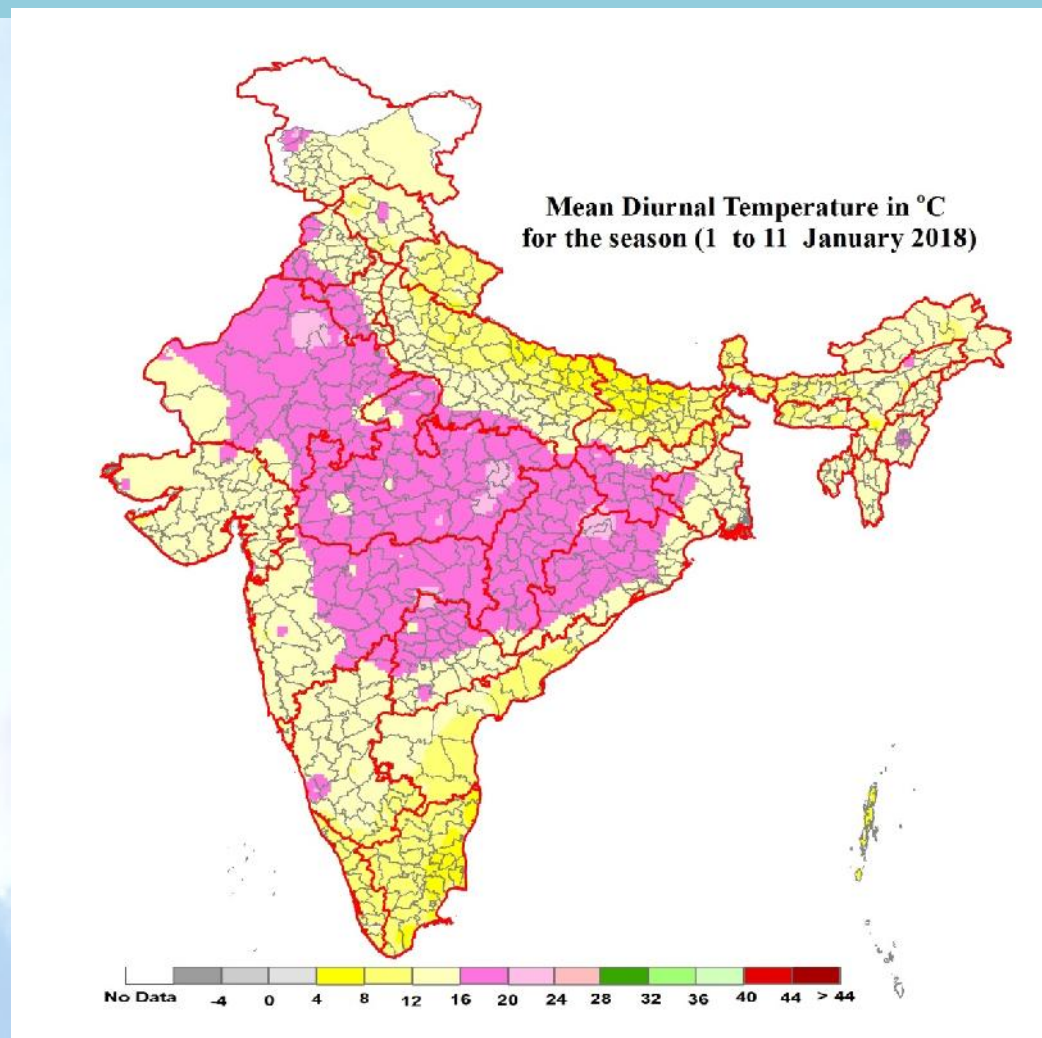 Mean Diurnal Temperature in °C
for the season (1 to 11 January 2018)
No Data -4 0 4 8 12 16 20 24 28 32 36 40 44 > 44